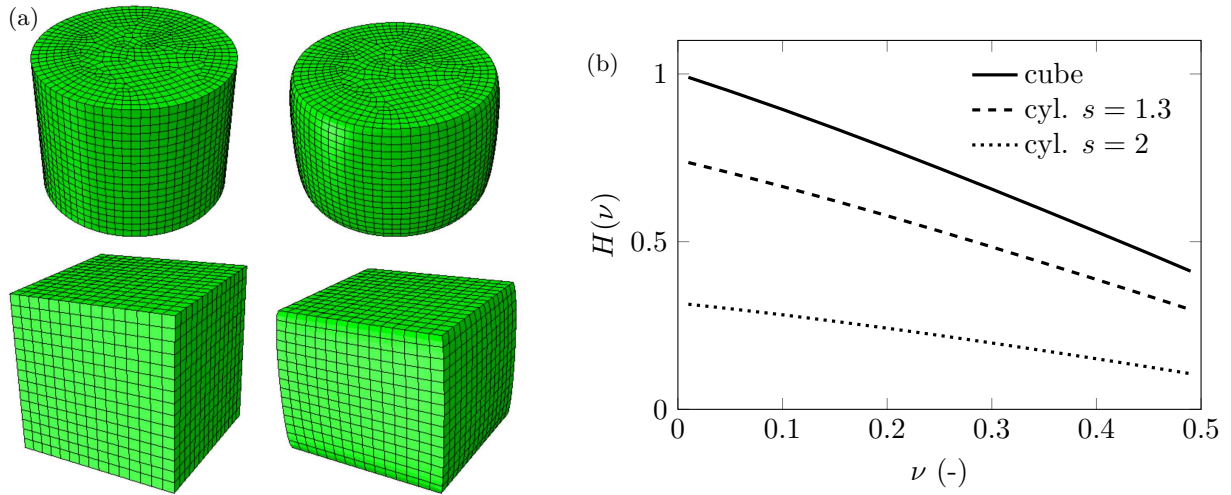 (a)
(b)
1
0.5
0
H(ν)
cube
cyl. s = 1.3
cyl. s = 2
0 0.1 0.2 0.3 0.4 0.5
ν (-)